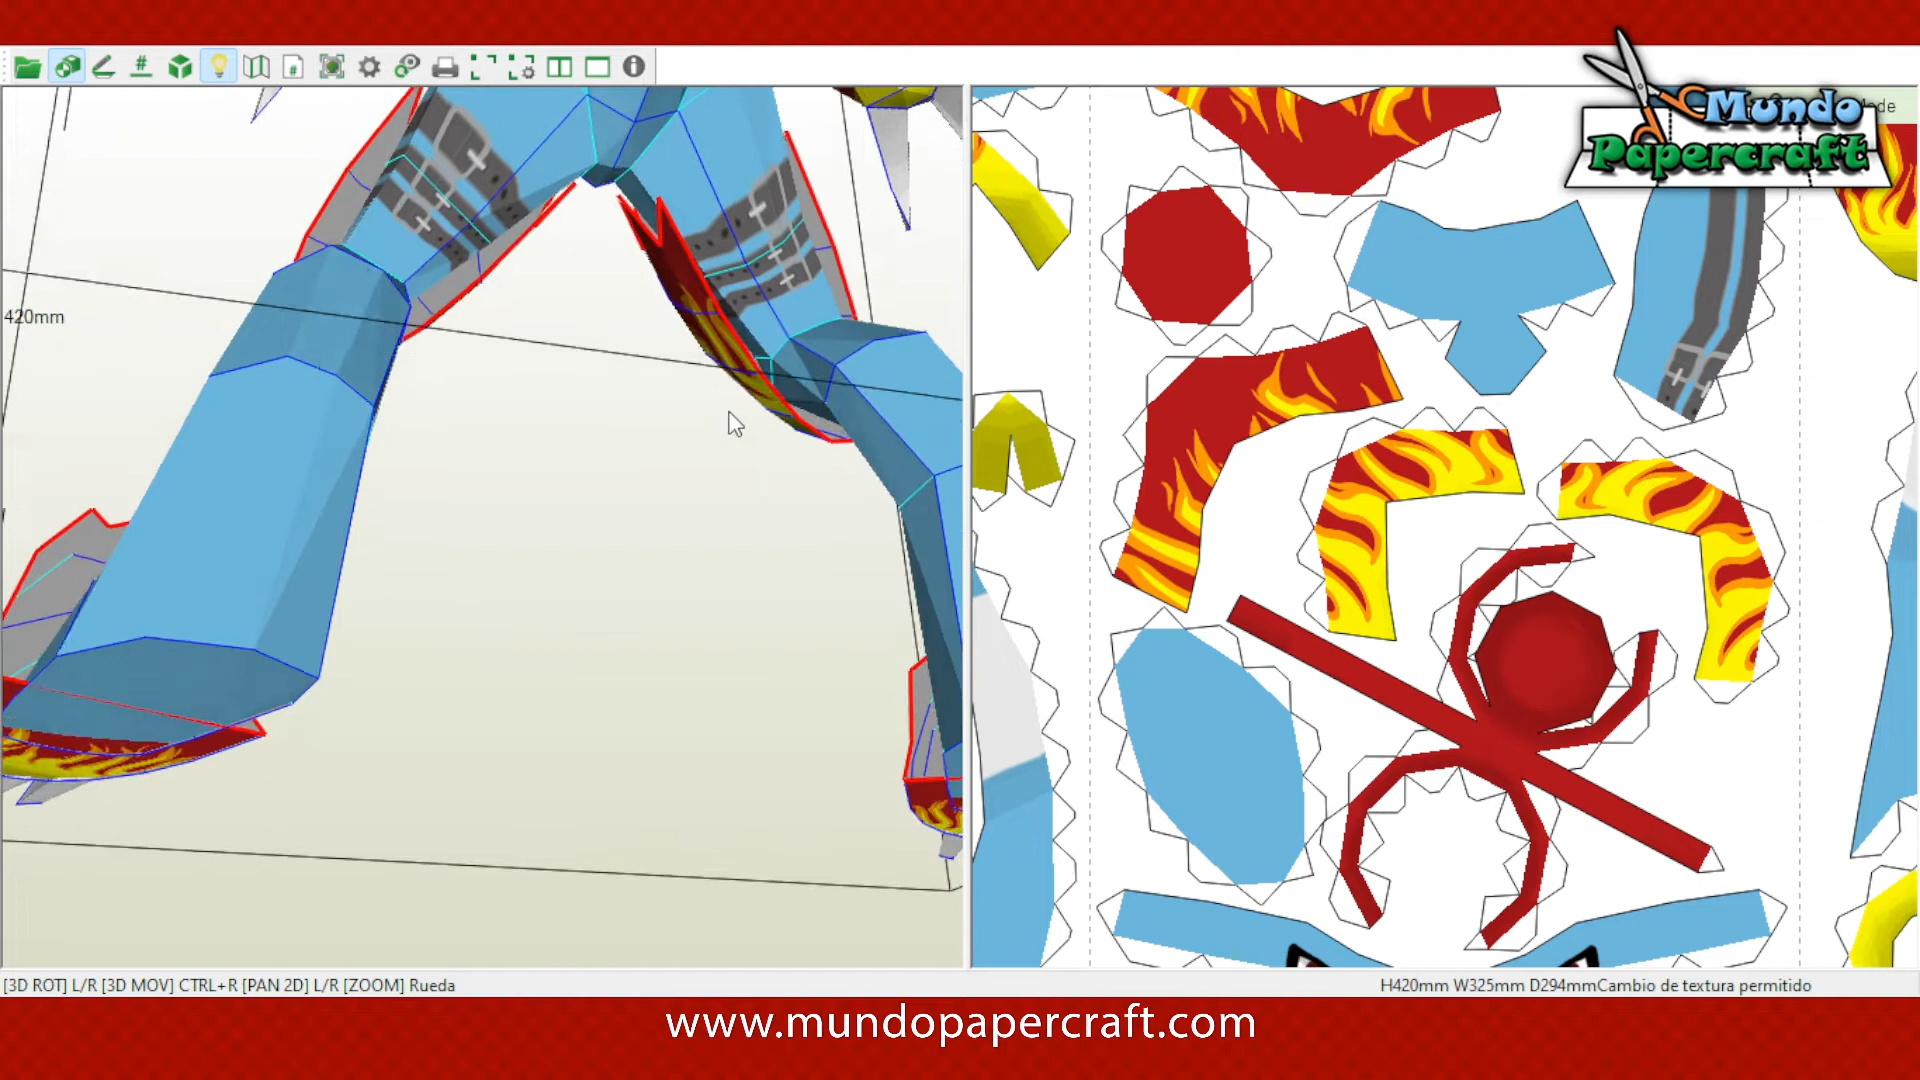 Mundo
Papercraft
420mm
[3D ROT] L/R [3D MOV] CTRL+R [PAN 2D] L/R [ZOOM] Rueda
H420mm W325mm D294mmCambio de textura permitido
www.mundopapercraft.com